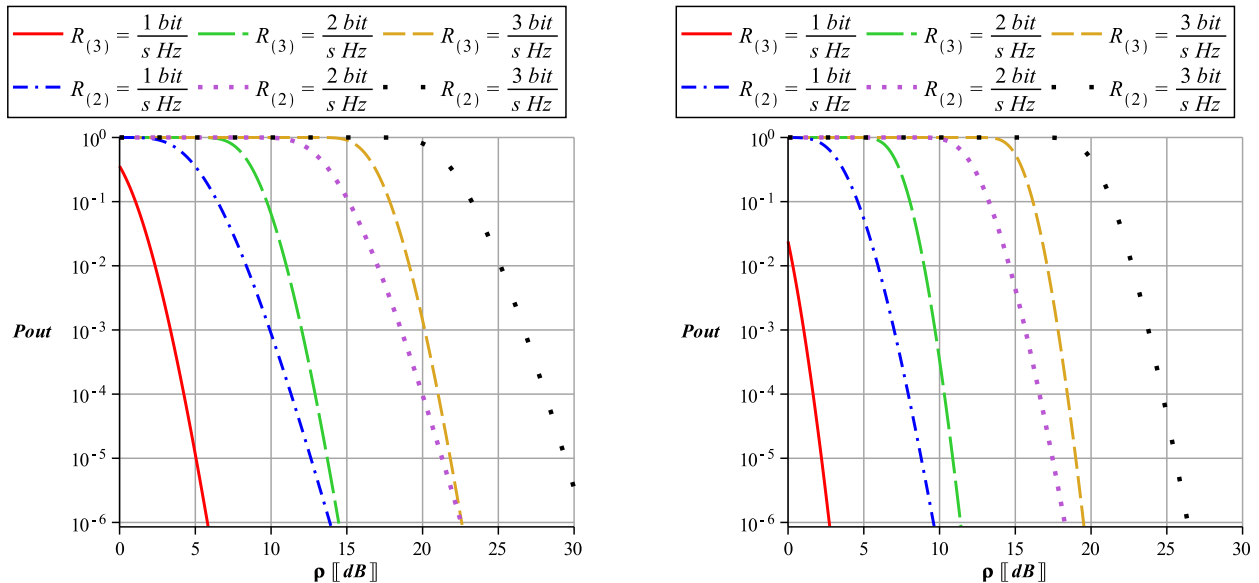 R(3) = 1 bit / s Hz R(3) = 2 bit / s Hz R(3) = 3 bit / s Hz
R(2) = 1 bit / s Hz R(2) = 2 bit / s Hz R(2) = 3 bit / s Hz
10^0
10^-1
10^-2
10^-3
10^-4
10^-5
10^-6
Pout
0 5 10 15 20 25 30
ρ ⟦dB⟧
R(3) = 1 bit / s Hz R(3) = 2 bit / s Hz R(3) = 3 bit / s Hz
R(2) = 1 bit / s Hz R(2) = 2 bit / s Hz R(2) = 3 bit / s Hz
10^0
10^-1
10^-2
10^-3
10^-4
10^-5
10^-6
Pout
0 5 10 15 20 25 30
ρ ⟦dB⟧